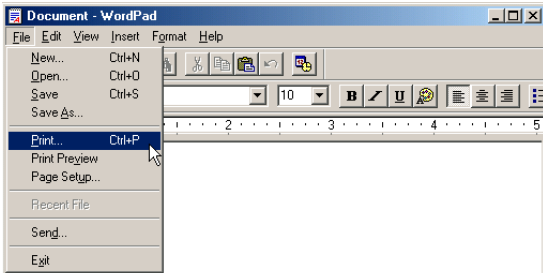 Document - WordPad
File Edit View Insert Format Help
New... Ctrl+N
Open... Ctrl+O
Save Ctrl+S
Save As...
10 B I U
2 3 4 5
Print... Ctrl+P
Print Preview
Page Setup...
Recent File
Send...
Exit